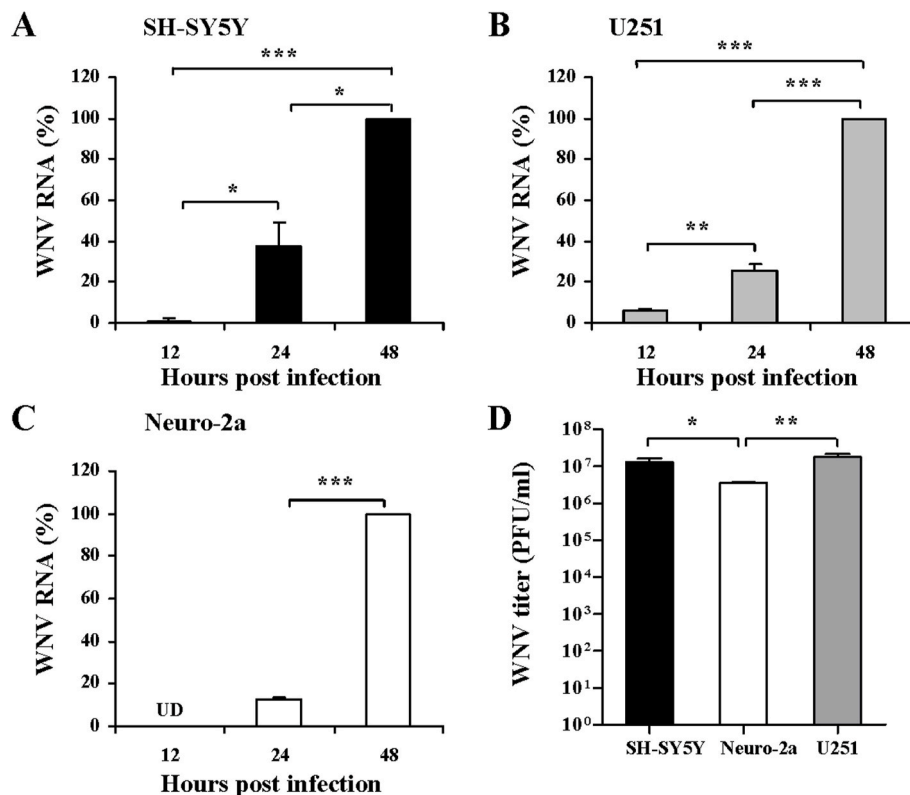 A SH-SY5Y
WNV RNA (%)
120
100
80
60
40
20
0
***
*
*
12 24 48
Hours post infection
B U251
WNV RNA (%)
120
100
80
60
40
20
0
***
***
**
12 24 48
Hours post infection
C Neuro-2a
WNV RNA (%)
120
100
80
60
40
20
0
***
UD
12 24 48
Hours post infection
D
WNV titer (PFU/ml)
10⁸
10⁷
10⁶
10⁵
10⁴
10³
10²
10¹
10⁰
* **
SH-SY5Y Neuro-2a U251